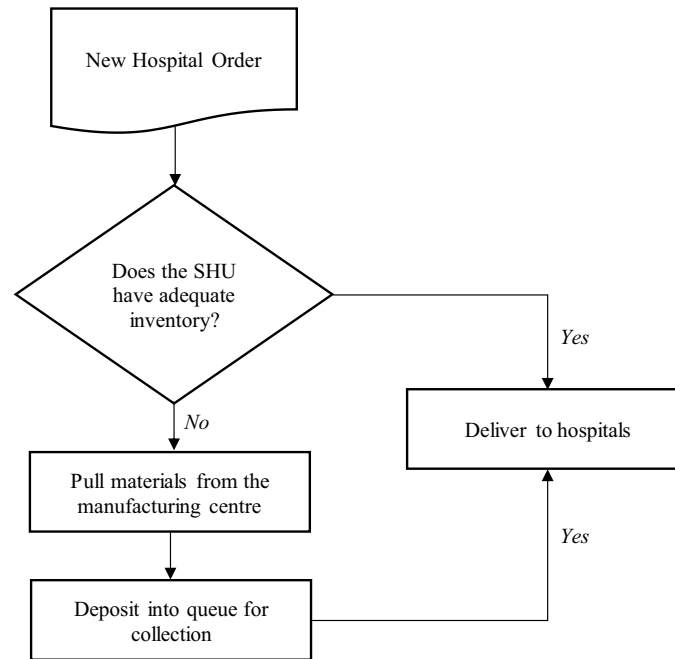 New Hospital Order
Does the SHU
have adequate
inventory?
Yes
Deliver to hospitals
No
Pull materials from the
manufacturing centre
Yes
Deposit into queue for
collection